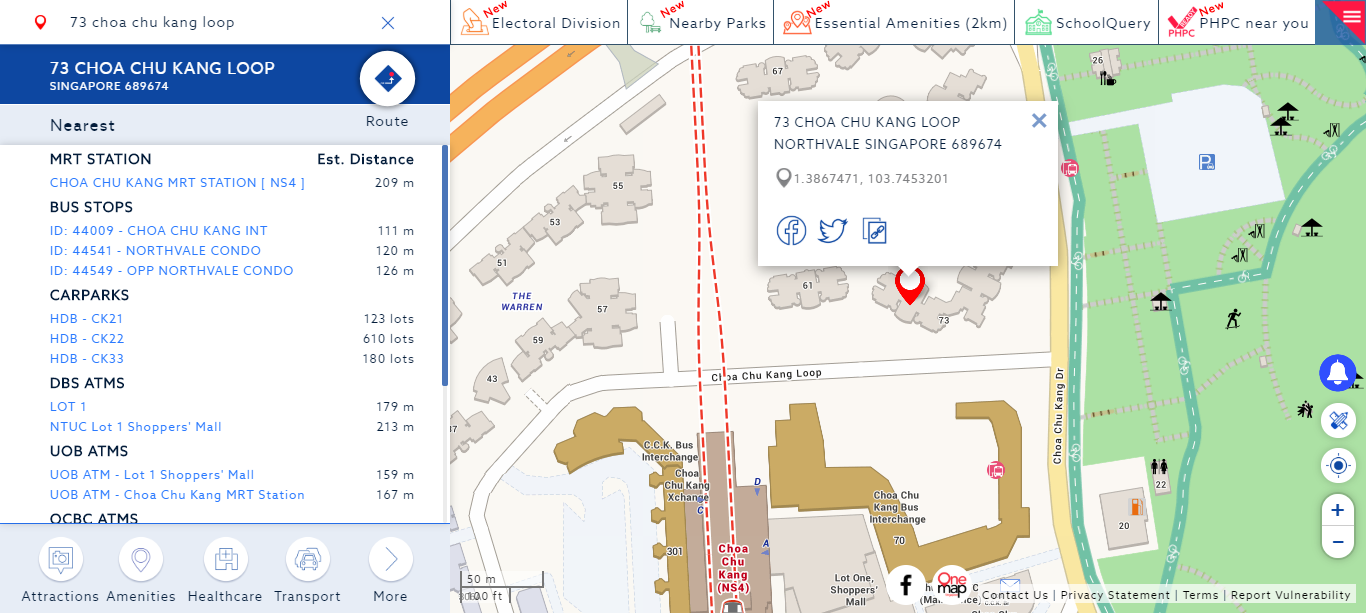 73 choa chu kang loop
New
Electoral Division
New
Nearby Parks
New
Essential Amenities (2km)
SchoolQuery
READY
PHPC
New
PHPC near you
73 CHOA CHU KANG LOOP
SINGAPORE 689674
Nearest
Route
MRT STATION Est. Distance
CHOA CHU KANG MRT STATION [ NS4 ] 209 m
BUS STOPS
ID: 44009 - CHOA CHU KANG INT 111 m
ID: 44541 - NORTHVALE CONDO 120 m
ID: 44549 - OPP NORTHVALE CONDO 126 m
CARPARKS
HDB - CK21 123 lots
HDB - CK22 610 lots
HDB - CK33 180 lots
DBS ATMS
LOT 1 179 m
NTUC Lot 1 Shoppers' Mall 213 m
UOB ATMS
UOB ATM - Lot 1 Shoppers' Mall 159 m
UOB ATM - Choa Chu Kang MRT Station 167 m
OCBC ATMS
Attractions
Amenities
Healthcare
Transport
More
67
26
73 CHOA CHU KANG LOOP
NORTHVALE SINGAPORE 689674
1.3867471, 103.7453201
55
53
51
THE
WARREN
57
59
43
37
61
73
Choa Chu Kang Loop
Choa Chu Kang Dr
C.C.K. Bus
Interchange
Choa
Chu Kang
Xchange
C
D
A
301
Choa
Chu
Kang
(NS4)
Choa Chu
Kang Bus
Interchange
70
Lot One,
Shoppers'
Mall
22
20
P
+
−
50 m
100 ft
f
One
map
Contact Us | Privacy Statement | Terms | Report Vulnerability